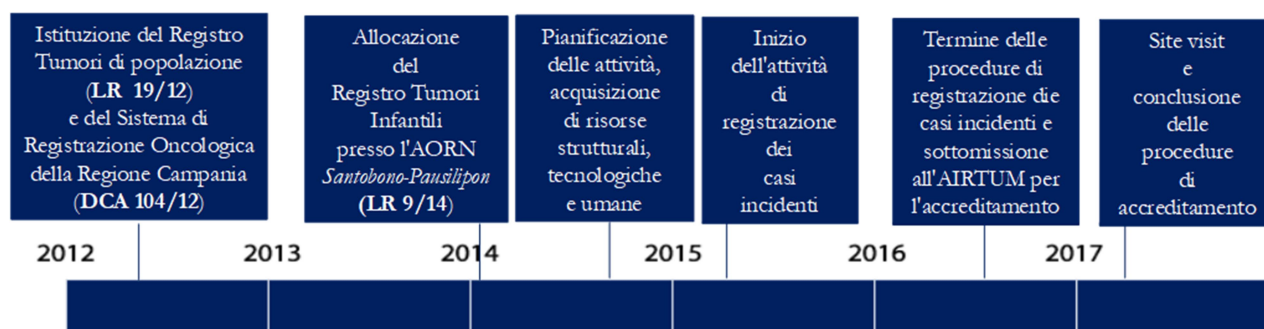 Istituzione del Registro
Tumori di popolazione
(LR 19/12)
e del Sistema di
Registrazione Oncologica
della Regione Campania
(DCA 104/12)
Allocazione
del
Registro Tumori
Infantili
presso l'AORN
Santobono-Pausilipon
(LR 9/14)
Pianificazione
delle attività,
acquisizione
di risorse
strutturali,
tecnologiche
e umane
Inizio
dell'attività
di
registrazione
dei
casi
incidenti
Termine delle
procedure di
registrazione die
casi incidenti e
sottomissione
all'AIRTUM per
l'accreditamento
Site visit
e
conclusione
delle
procedure
di
accreditamento
2012
2013
2014
2015
2016
2017